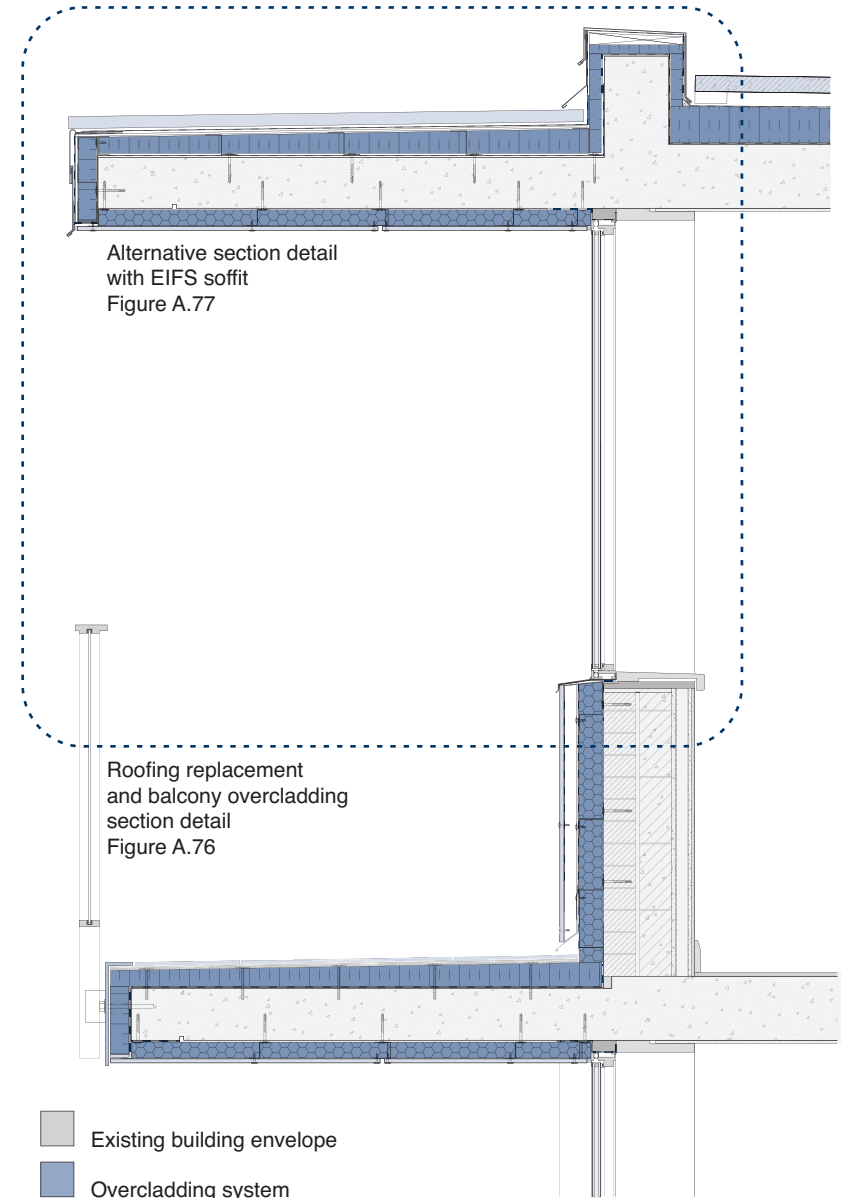 Alternative section detail
with EIFS soffit
Figure A.77
Roofing replacement
and balcony overcladding
section detail
Figure A.76
Existing building envelope
Overcladding system